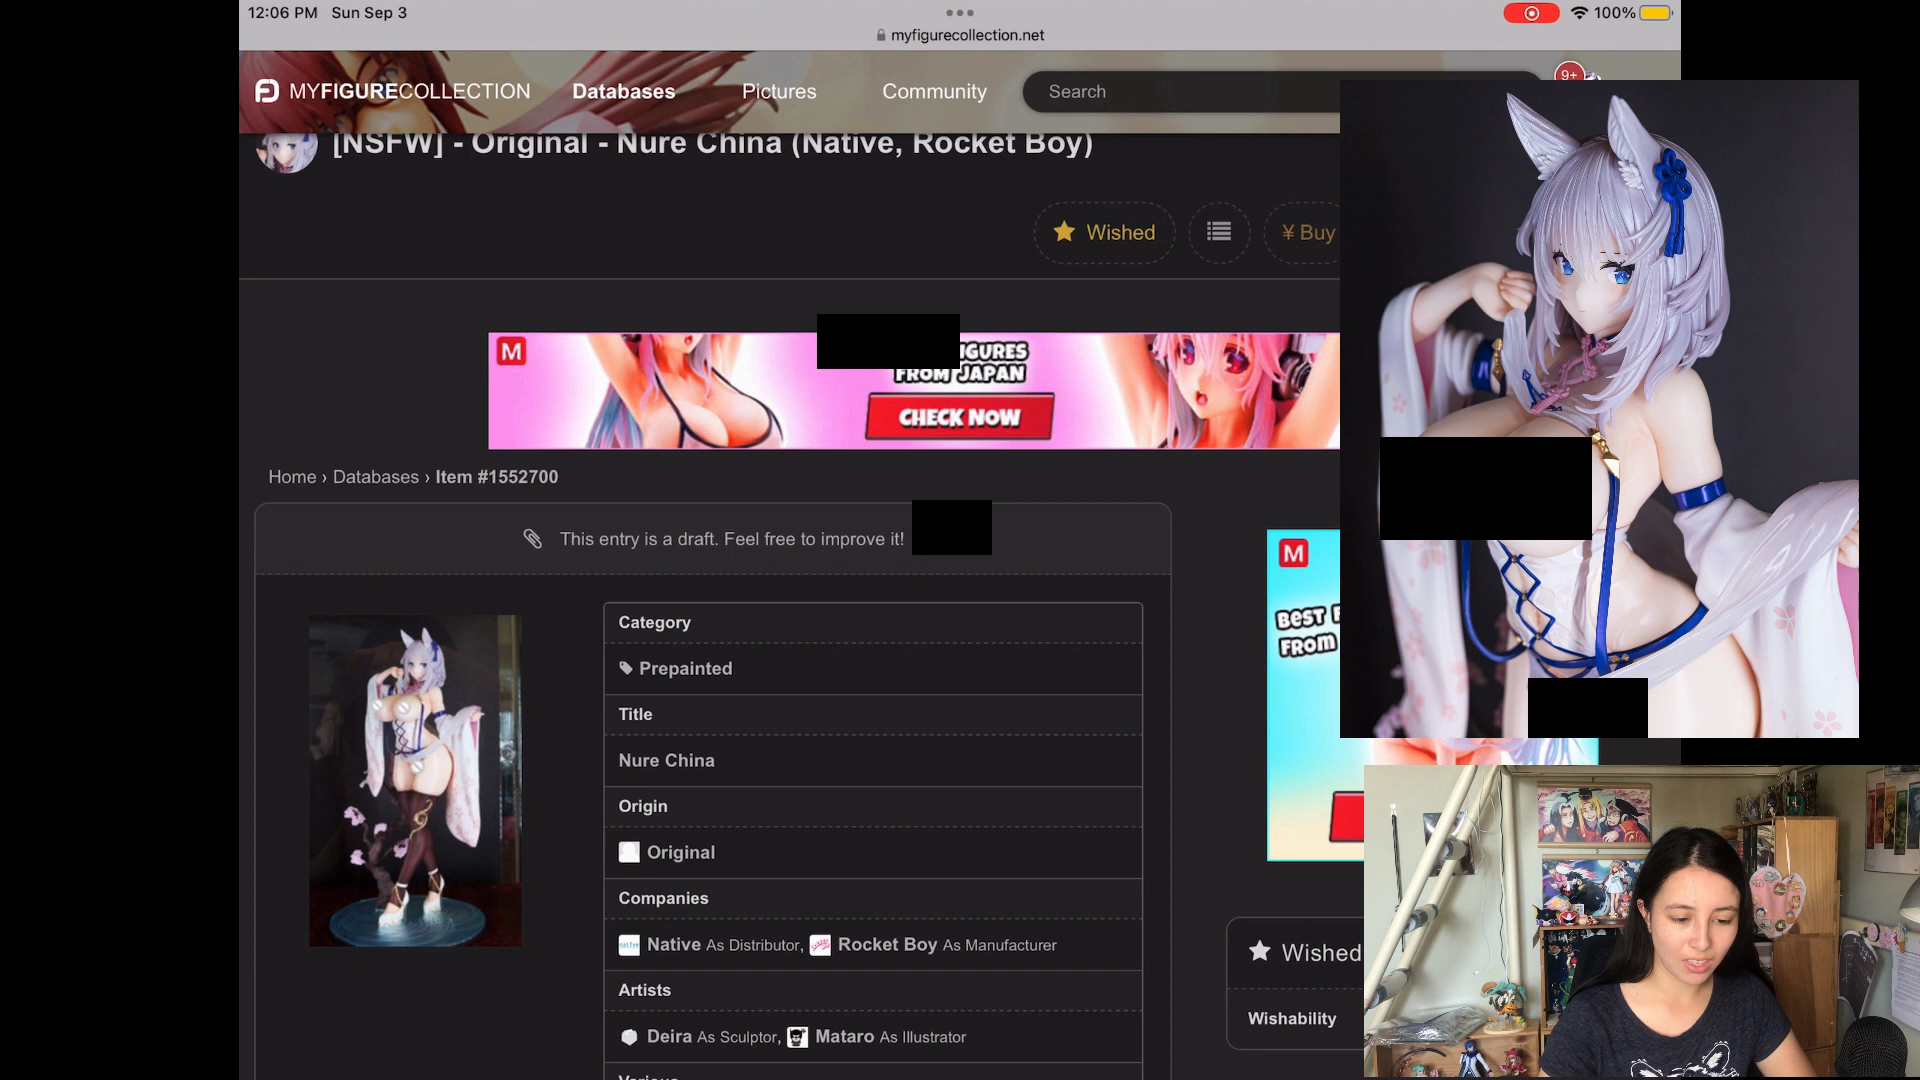 12:06 PM Sun Sep 3
100%
myfigurecollection.net
MYFIGURECOLLECTION
Databases
Pictures
Community
Search
9+
[NSFW] - Original - Nure China (Native, Rocket Boy)
Wished
¥ Buy
M
FIGURES
FROM JAPAN
CHECK NOW
Home › Databases › Item #1552700
This entry is a draft. Feel free to improve it!
M
BEST
FROM
Category
Prepainted
Title
Nure China
Origin
Original
Companies
Native As Distributor, Rocket Boy As Manufacturer
Artists
Deira As Sculptor, Mataro As Illustrator
Various
Wished
Wishability